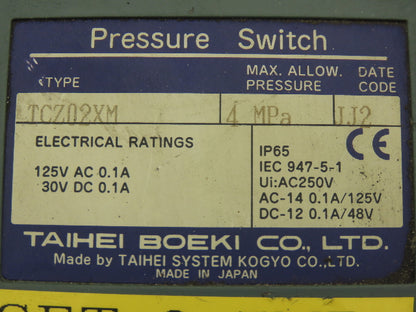 Pressure Switch
TYPE MAX. ALLOW. PRESSURE DATE CODE
TCZ02XM 4 MPa JJ2
ELECTRICAL RATINGS
125V AC 0.1A
30V DC 0.1A
IP65
IEC 947-5-1
Ui:AC250V
AC-14 0.1A/125V
DC-12 0.1A/48V
CE
TAIHEI BOEKI CO., LTD.
Made by TAIHEI SYSTEM KOGYO CO.,LTD.
MADE IN JAPAN